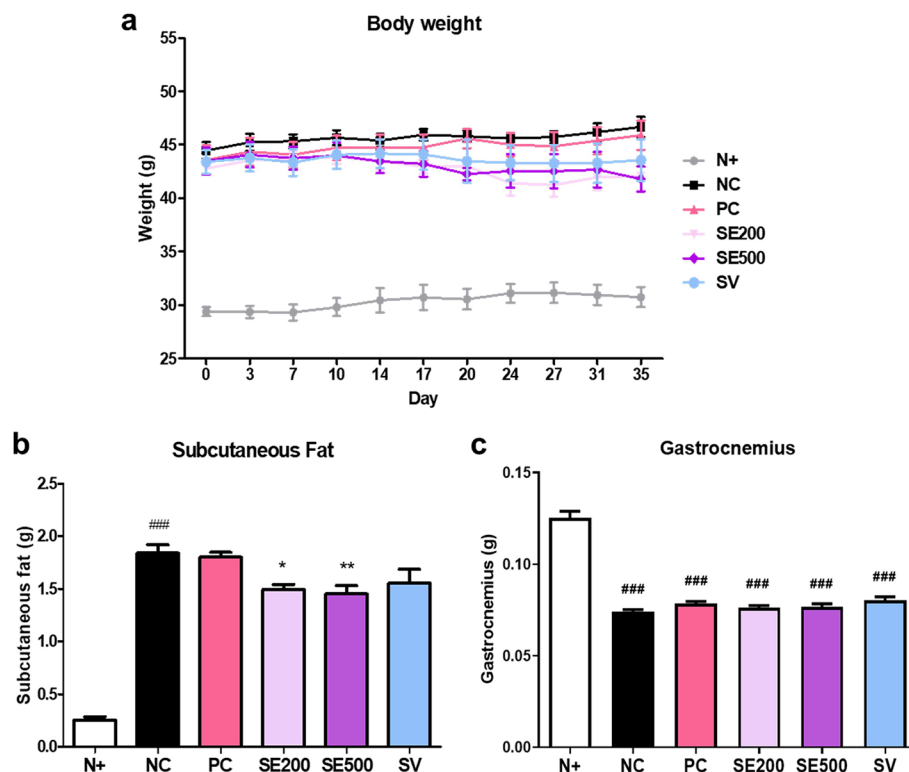 a
Body weight
55
50
45
40
35
30
25
Weight (g)
0 3 7 10 14 17 20 24 27 31 35
Day
N+
NC
PC
SE200
SE500
SV
b
Subcutaneous Fat
2.5
2.0
1.5
1.0
0.5
0.0
Subcutaneous fat (g)
###
*
**
N+ NC PC SE200 SE500 SV
c
Gastrocnemius
0.15
0.10
0.05
0.00
Gastrocnemius (g)
### ### ### ### ###
N+ NC PC SE200 SE500 SV